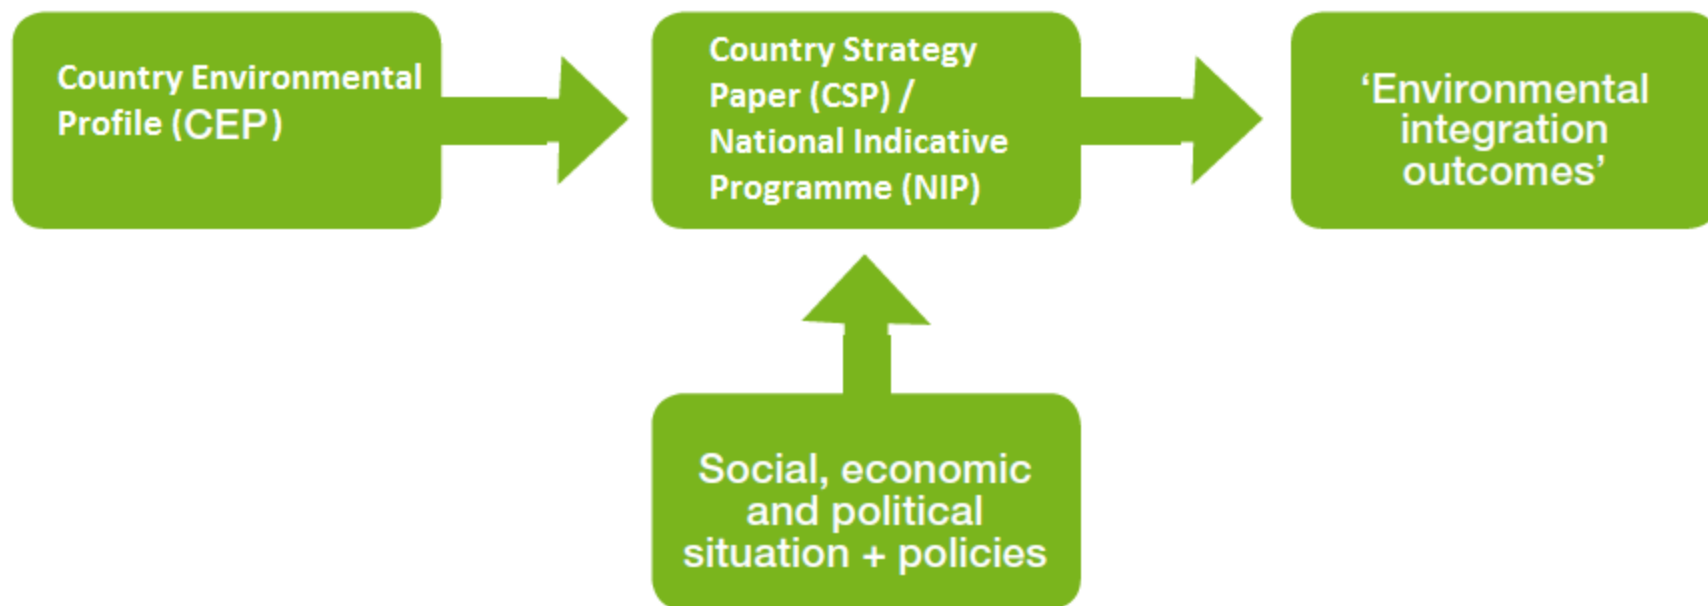 Country Environmental
Profile (CEP)
Country Strategy
Paper (CSP) /
National Indicative
Programme (NIP)
‘Environmental
integration
outcomes’
Social, economic
and political
situation + policies